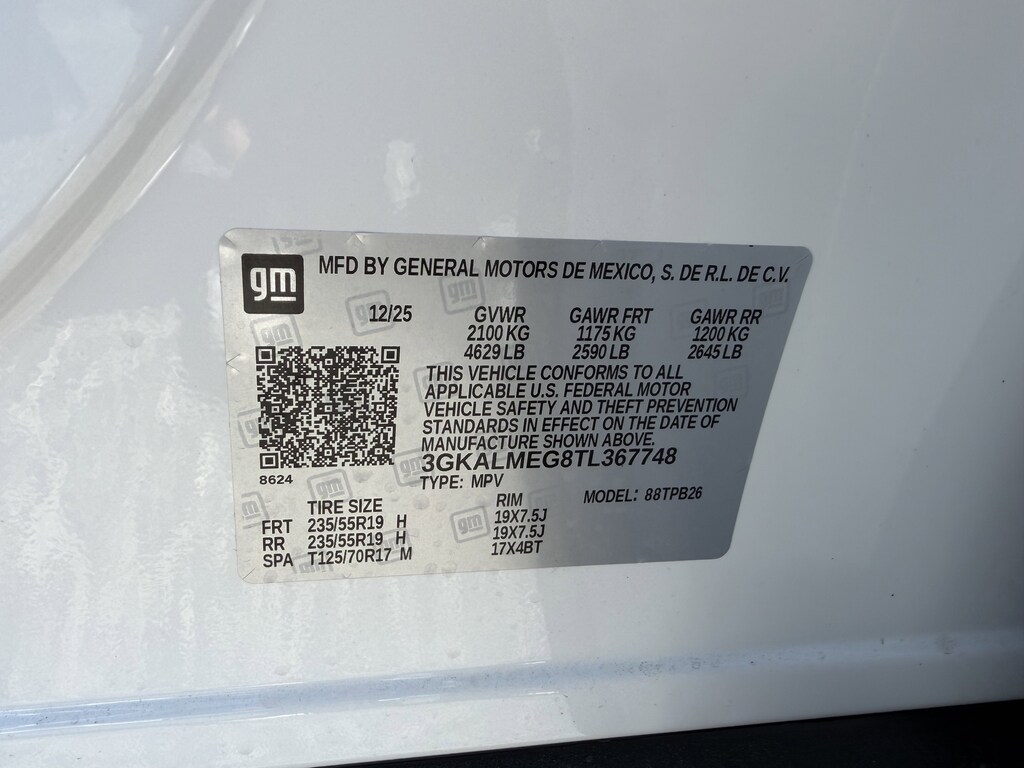 gm MFD BY GENERAL MOTORS DE MEXICO, S. DE R.L. DE C.V.
12/25 GVWR GAWR FRT GAWR RR
2100 KG 1175 KG 1200 KG
4629 LB 2590 LB 2645 LB
THIS VEHICLE CONFORMS TO ALL
APPLICABLE U.S. FEDERAL MOTOR
VEHICLE SAFETY AND THEFT PREVENTION
STANDARDS IN EFFECT ON THE DATE OF
MANUFACTURE SHOWN ABOVE.
3GKALMEG8TL367748
8624
TYPE: MPV MODEL: 88TPB26
TIRE SIZE RIM
FRT 235/55R19 H 19X7.5J
RR 235/55R19 H 19X7.5J
SPA T125/70R17 M 17X4BT